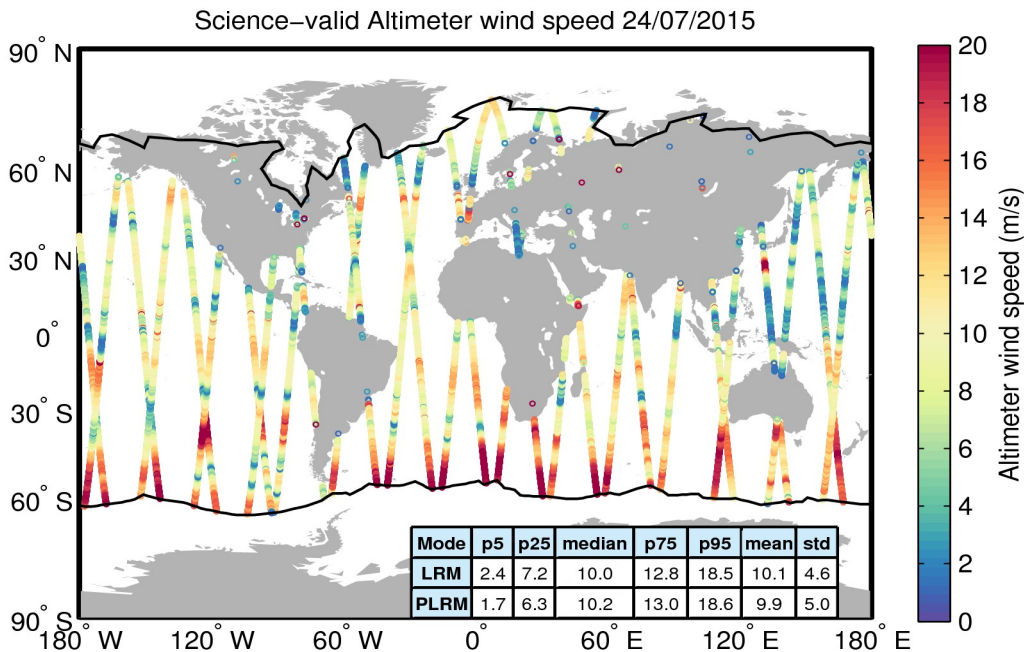 Science−valid Altimeter wind speed 24/07/2015
90° N
60° N
30° N
0°
30° S
60° S
90° S
180° W
120° W
60° W
0°
60° E
120° E
180° E
20
18
16
14
12
10
8
6
4
2
0
Altimeter wind speed (m/s)
Mode p5 p25 median p75 p95 mean std
LRM 2.4 7.2 10.0 12.8 18.5 10.1 4.6
PLRM 1.7 6.3 10.2 13.0 18.6 9.9 5.0